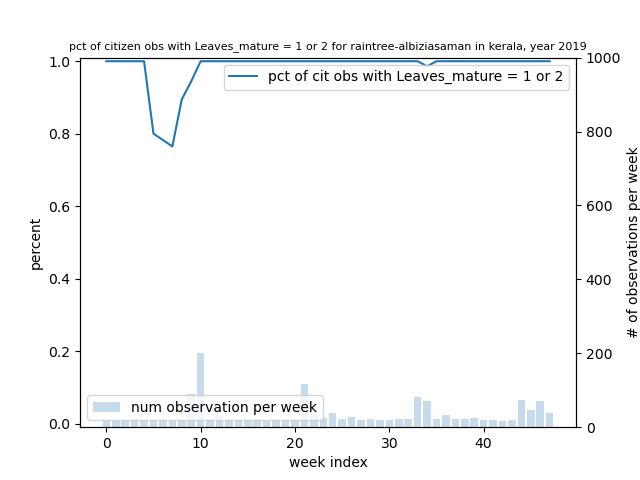 pct of citizen obs with Leaves_mature = 1 or 2 for raintree-albiziasaman in kerala, year 2019
pct of cit obs with Leaves_mature = 1 or 2
1.0
0.8
0.6
0.4
0.2
0.0
percent
1000
800
600
400
200
0
# of observations per week
num observation per week
0 10 20 30 40
week index